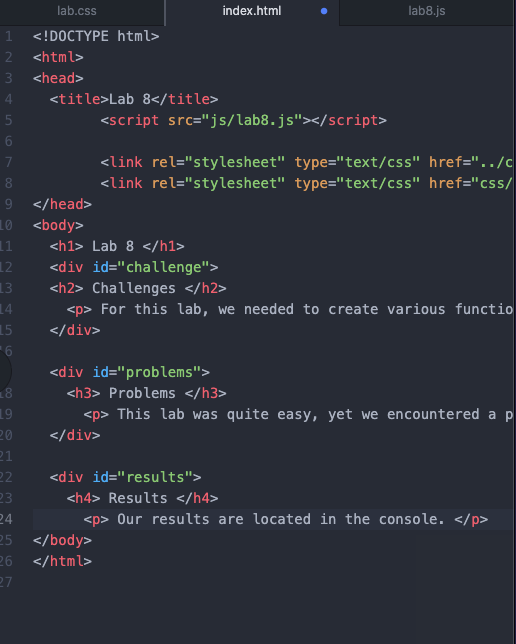 lab.css index.html lab8.js
1 <!DOCTYPE html>
2 <html>
3 <head>
4 <title>Lab 8</title>
5 <script src="js/lab8.js"></script>
6
7 <link rel="stylesheet" type="text/css" href="../c
8 <link rel="stylesheet" type="text/css" href="css/
9 </head>
10 <body>
11 <h1> Lab 8 </h1>
12 <div id="challenge">
13 <h2> Challenges </h2>
14 <p> For this lab, we needed to create various functio
15 </div>
16
<div id="problems">
18 <h3> Problems </h3>
19 <p> This lab was quite easy, yet we encountered a p
20 </div>
21
22 <div id="results">
23 <h4> Results </h4>
24 <p> Our results are located in the console. </p>
25 </body>
26 </html>
27